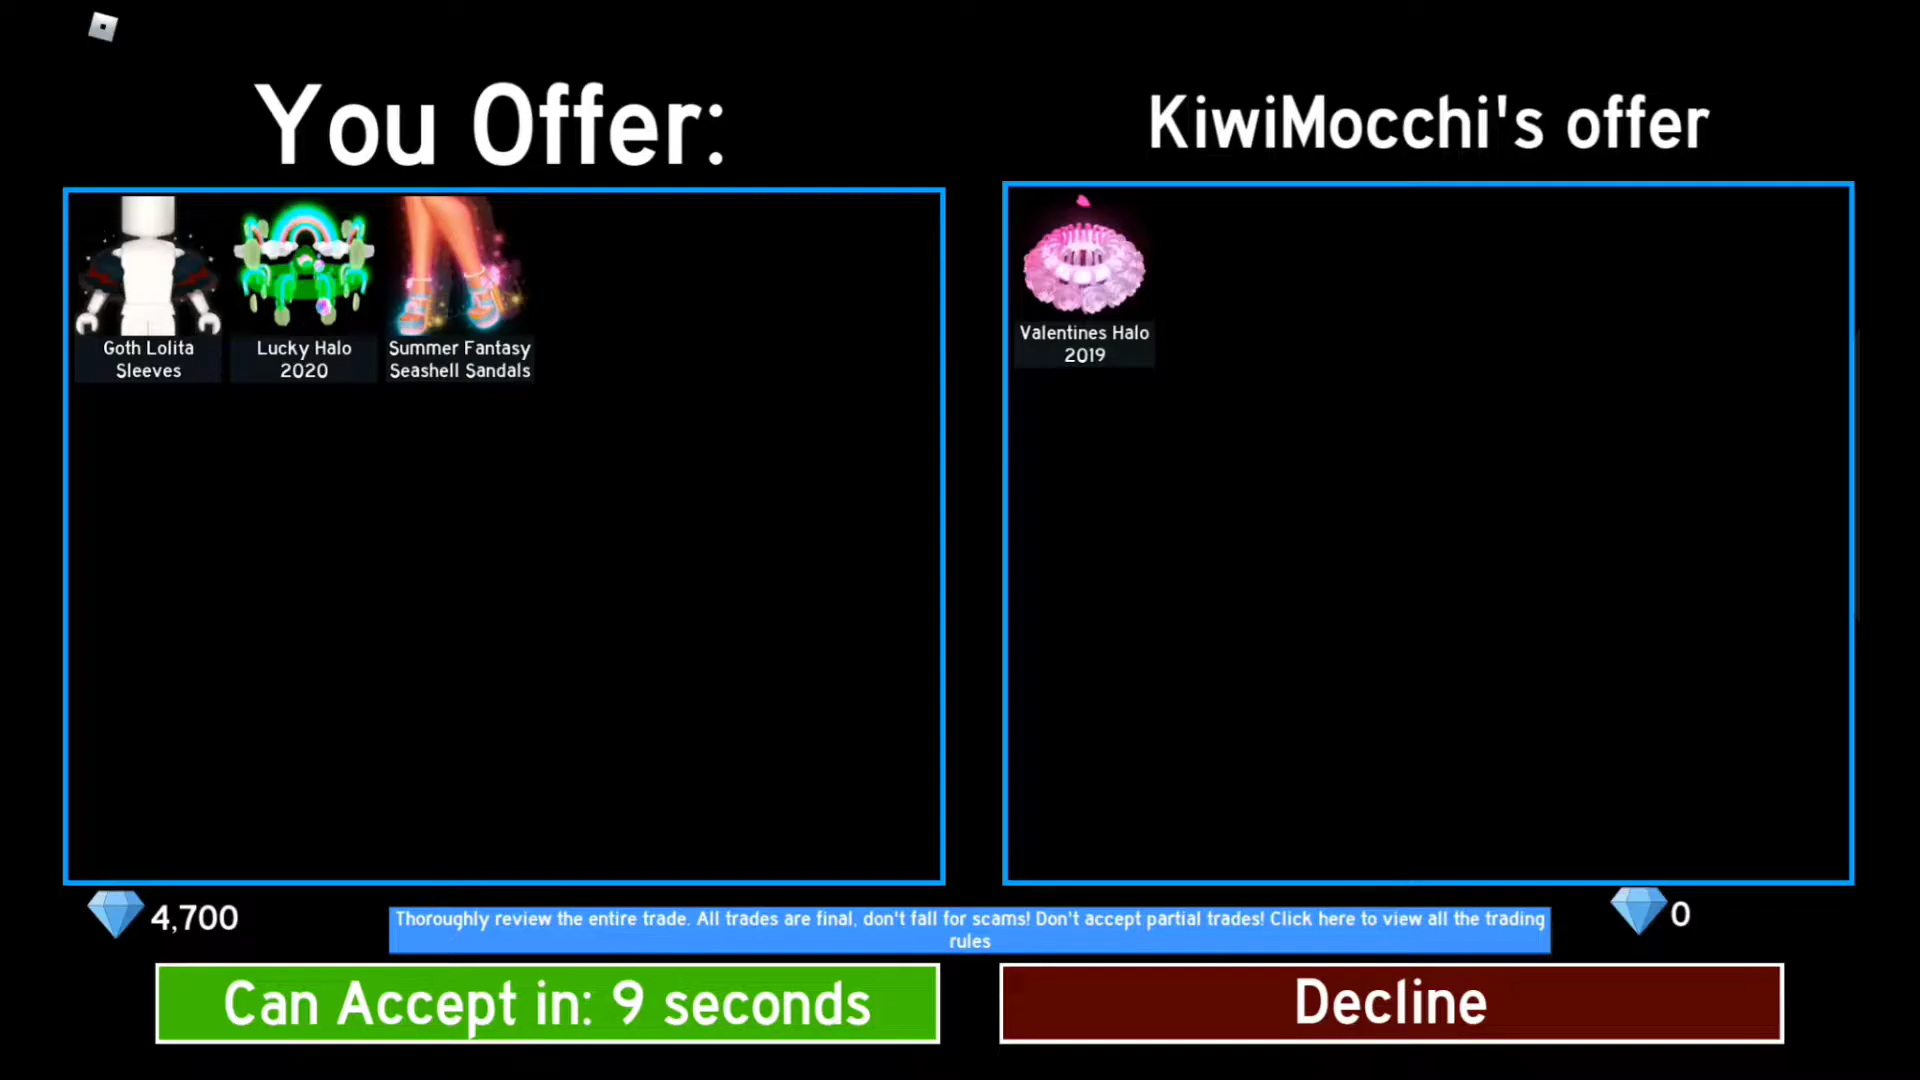 You Offer:
KiwiMocchi's offer
Goth Lolita
Sleeves
Lucky Halo
2020
Summer Fantasy
Seashell Sandals
Valentines Halo
2019
4,700
Thoroughly review the entire trade. All trades are final, don't fall for scams! Don't accept partial trades! Click here to view all the trading
rules
0
Can Accept in: 9 seconds
Decline